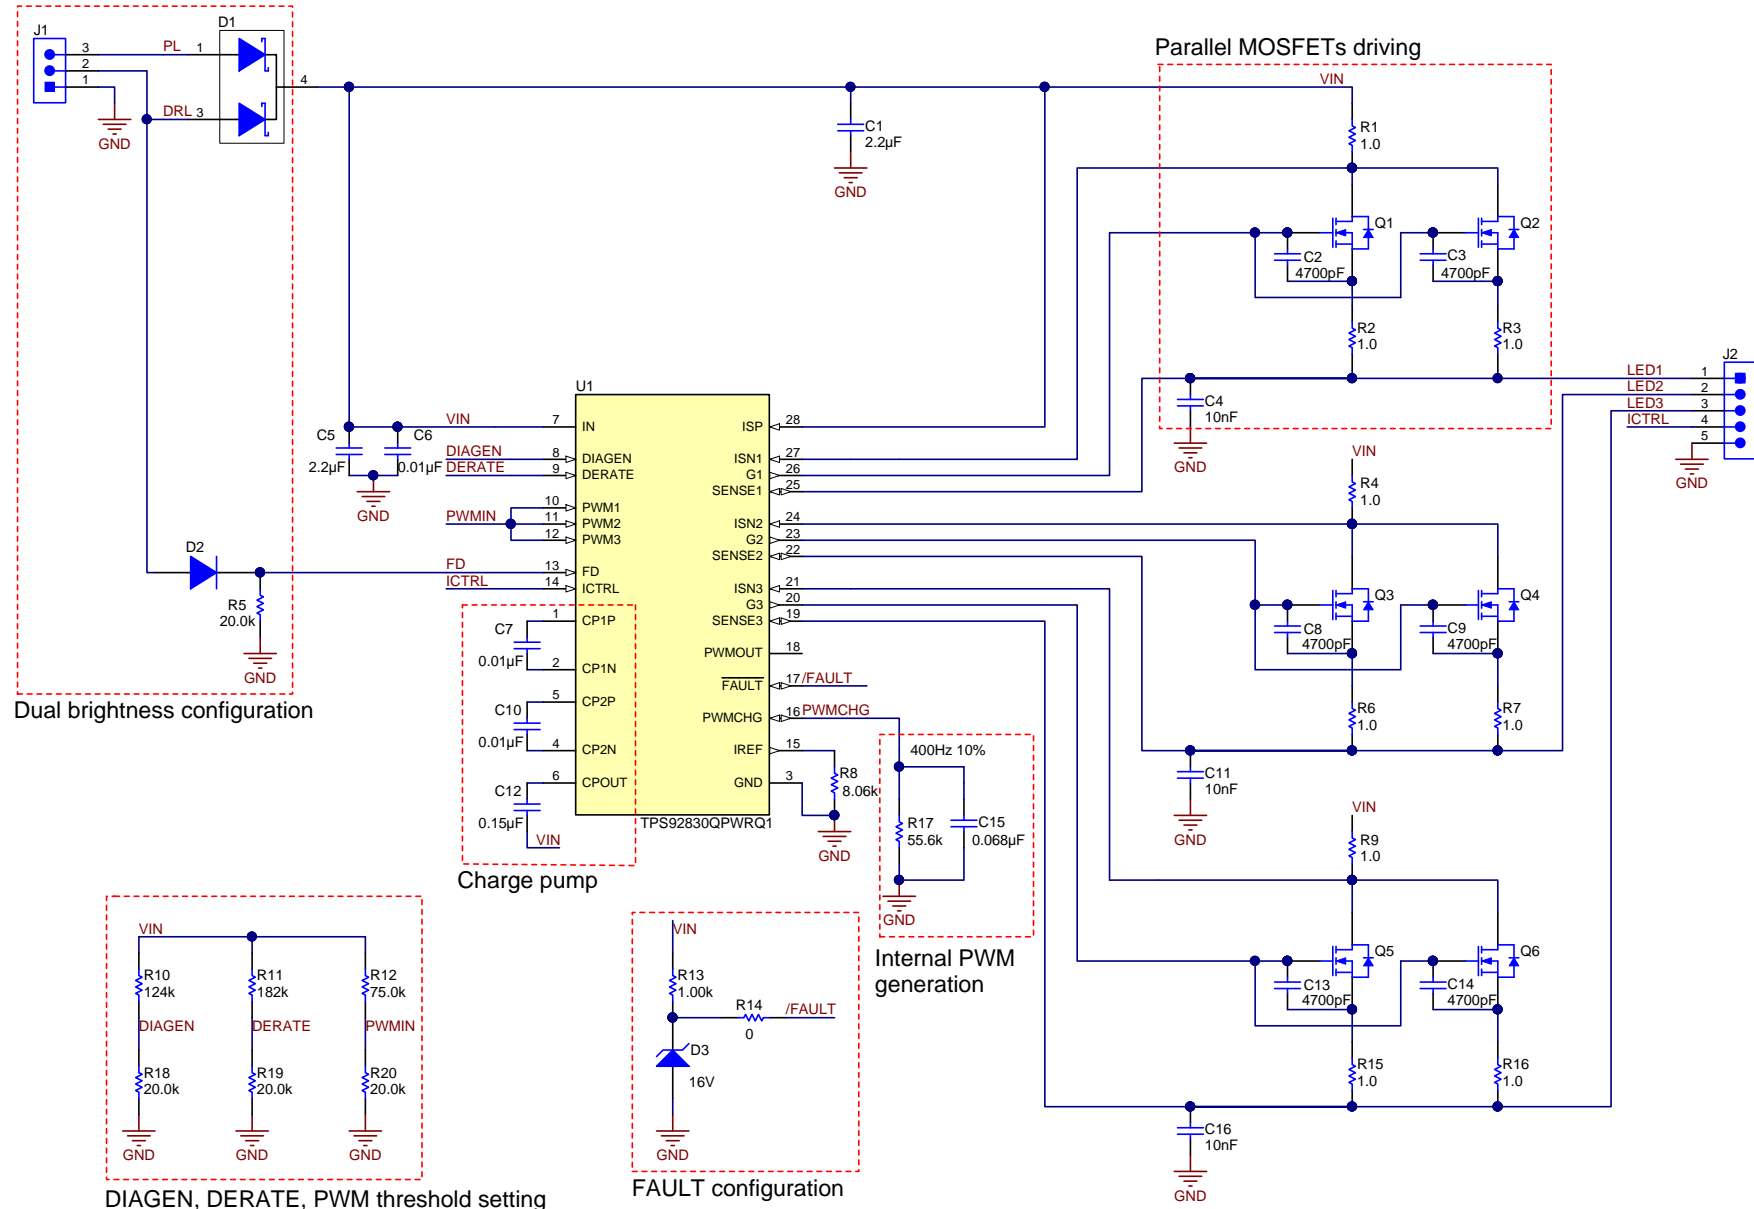 J1
3
2
1
PL
DRL
GND
D1
1
3
4
C1
2.2µF
GND
Parallel MOSFETs driving
VIN
R1
1.0
Q1
Q2
C2
4700pF
C3
4700pF
R2
1.0
R3
1.0
C4
10nF
GND
J2
LED1 1
LED2 2
LED3 3
ICTRL 4
5
GND
D2
R5
20.0k
GND
Dual brightness configuration
C5
2.2µF
C6
0.01µF
GND
U1
VIN 7 IN
DIAGEN 8 DIAGEN
DERATE 9 DERATE
10 PWM1
PWMIN 11 PWM2
12 PWM3
FD 13 FD
ICTRL 14 ICTRL
1 CP1P
2 CP1N
5 CP2P
4 CP2N
6 CPOUT
ISP 28
ISN1 27
G1 26
SENSE1 25
ISN2 24
G2 23
SENSE2 22
ISN3 21
G3 20
SENSE3 19
PWMOUT 18
FAULT 17 /FAULT
PWMCHG 16 PWMCHG
IREF 15
GND 3
TPS92830QPWRQ1
C7
0.01µF
C10
0.01µF
C12
0.15µF
VIN
Charge pump
R8
8.06k
GND
400Hz 10%
R17
55.6k
C15
0.068µF
GND
Internal PWM
generation
VIN
R4
1.0
Q3
Q4
C8
4700pF
C9
4700pF
R6
1.0
R7
1.0
C11
10nF
GND
VIN
R9
1.0
Q5
Q6
C13
4700pF
C14
4700pF
R15
1.0
R16
1.0
C16
10nF
GND
VIN
R10
124k
R11
182k
R12
75.0k
DIAGEN
DERATE
PWMIN
R18
20.0k
R19
20.0k
R20
20.0k
GND
GND
GND
DIAGEN, DERATE, PWM threshold setting
VIN
R13
1.00k
R14
0
/FAULT
D3
16V
GND
FAULT configuration